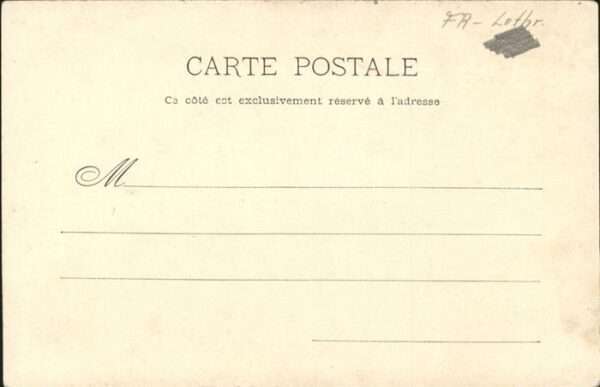 FR - Lothr.
CARTE POSTALE
Ce côté est exclusivement réservé à l'adresse
M